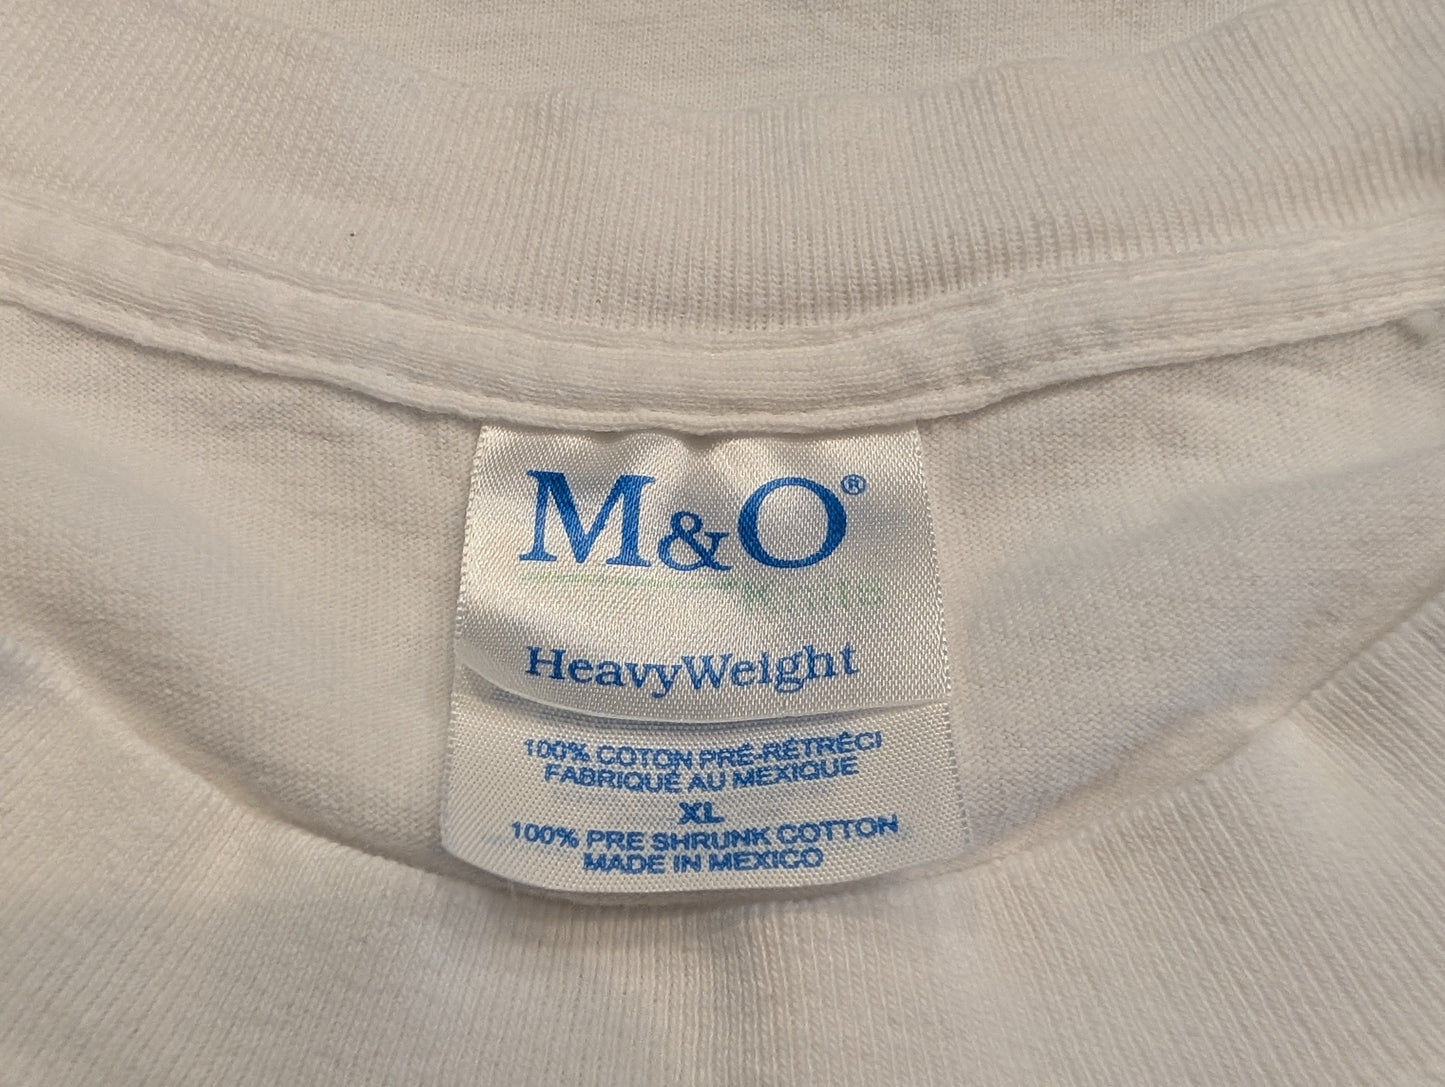 M&O®
HeavyWeight
100% COTON PRÉ-RÉTRÉCI
FABRIQUÉ AU MEXIQUE
XL
100% PRE SHRUNK COTTON
MADE IN MEXICO